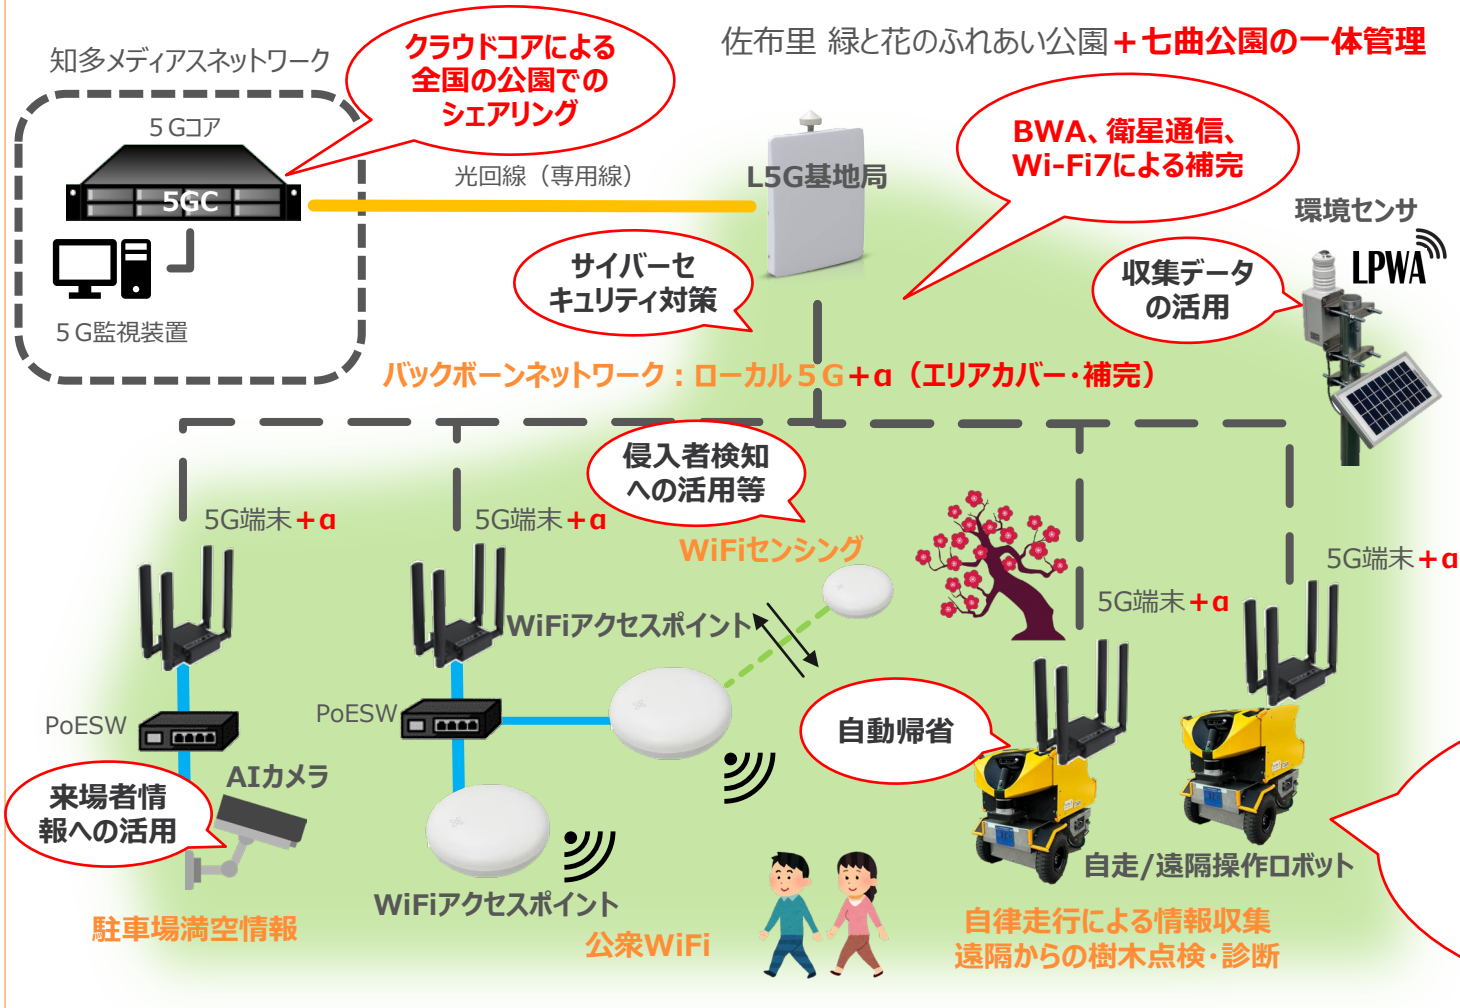 佐布里 緑と花のふれあい公園＋七曲公園の一体管理
知多メディアスネットワーク
クラウドコアによる
全国の公園での
シェアリング
５Gコア
5GC
５G監視装置
光回線（専用線）
L5G基地局
BWA、衛星通信、
Wi-Fi7による補完
環境センサ
LPWA
収集データ
の活用
サイバーセ
キュリティ対策
バックボーンネットワーク：ローカル５G＋α（エリアカバー・補完）
侵入者検知
への活用等
WiFiセンシング
5G端末＋α
5G端末＋α
5G端末＋α
5G端末＋α
WiFiアクセスポイント
PoESW
PoESW
自動帰省
AIカメラ
来場者情
報への活用
駐車場満空情報
WiFiアクセスポイント
公衆WiFi
自走/遠隔操作ロボット
自律走行による情報収集
遠隔からの樹木点検・診断